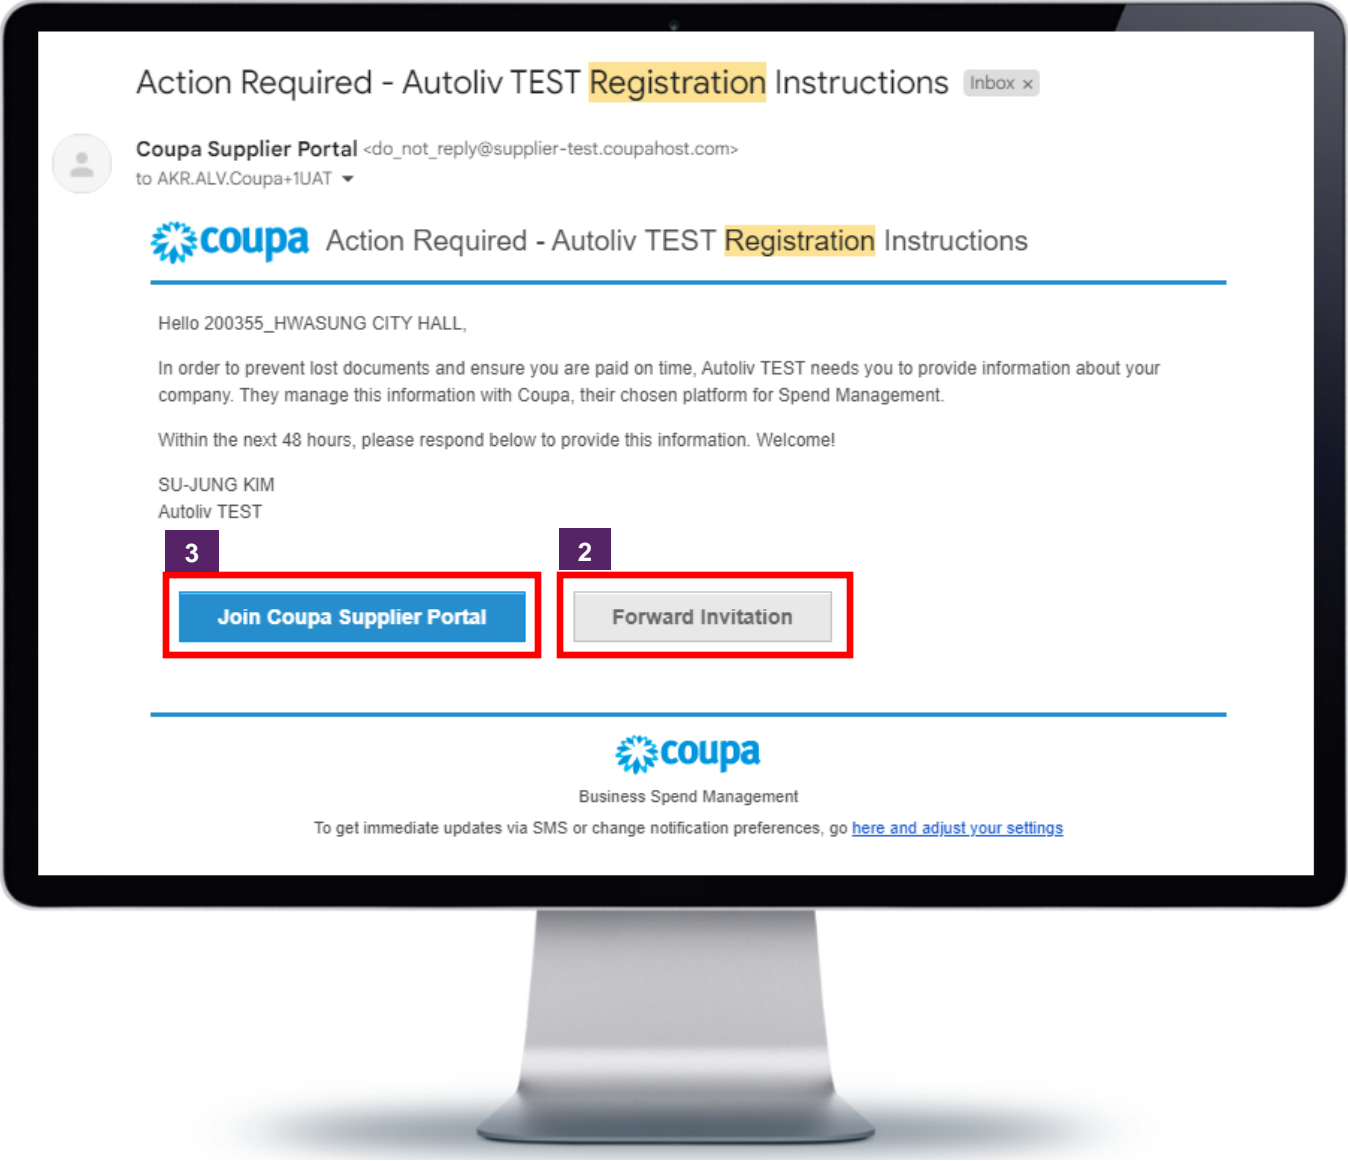 Action Required - Autoliv TEST Registration Instructions Inbox ×
Coupa Supplier Portal <do_not_reply@supplier-test.coupahost.com>
to AKR.ALV.Coupa+1UAT
coupa Action Required - Autoliv TEST Registration Instructions
Hello 200355_HWASUNG CITY HALL,
In order to prevent lost documents and ensure you are paid on time, Autoliv TEST needs you to provide information about your
company. They manage this information with Coupa, their chosen platform for Spend Management.
Within the next 48 hours, please respond below to provide this information. Welcome!
SU-JUNG KIM
Autoliv TEST
3 2
Join Coupa Supplier Portal Forward Invitation
coupa
Business Spend Management
To get immediate updates via SMS or change notification preferences, go here and adjust your settings